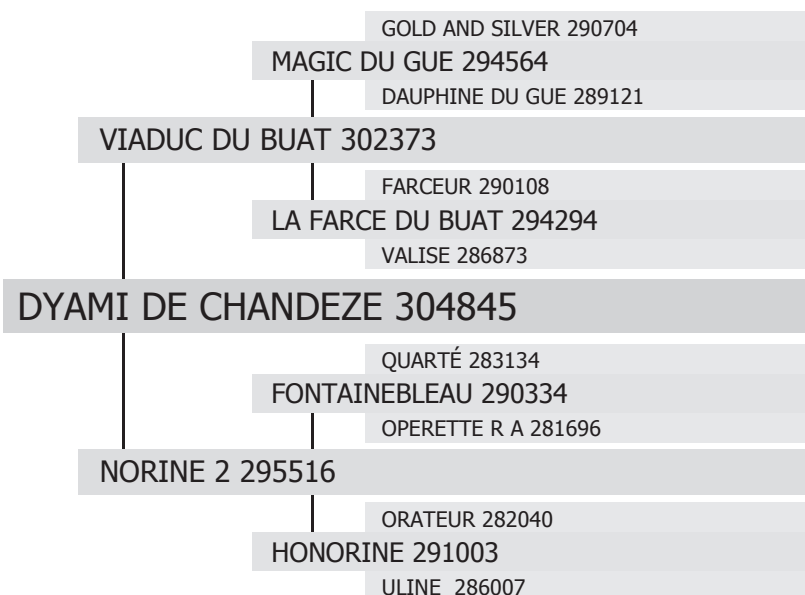 GOLD AND SILVER 290704
MAGIC DU GUE 294564
DAUPHINE DU GUE 289121
VIADUC DU BUAT 302373
FARCEUR 290108
LA FARCE DU BUAT 294294
VALISE 286873
DYAMI DE CHANDEZE 304845
QUARTÉ 283134
FONTAINEBLEAU 290334
OPERETTE R A 281696
NORINE 2 295516
ORATEUR 282040
HONORINE 291003
ULINE 286007